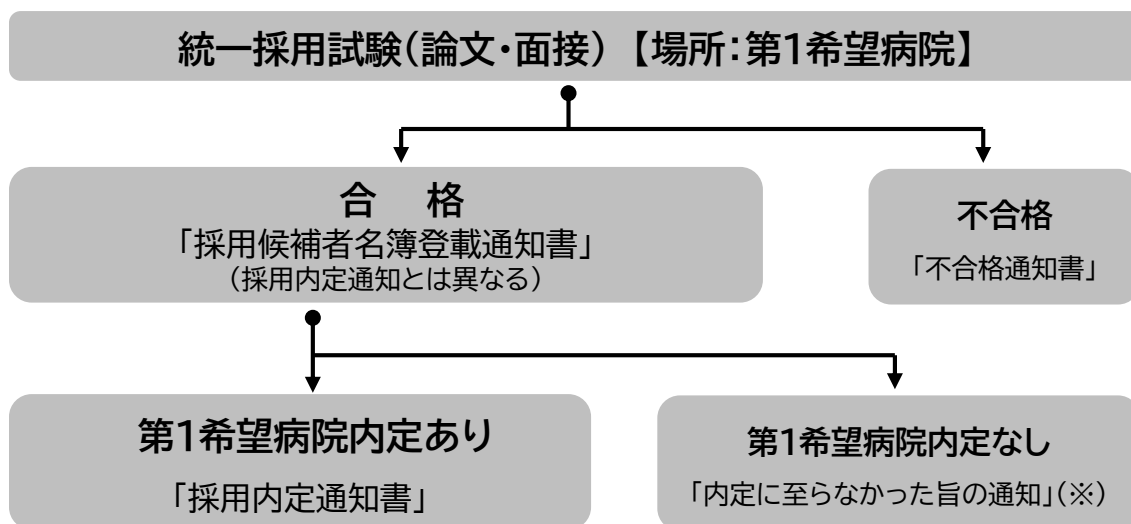 統一採用試験(論文・面接)【場所:第1希望病院】
合 格
「採用候補者名簿登載通知書」
(採用内定通知とは異なる)
不合格
「不合格通知書」
第1希望病院内定あり
「採用内定通知書」
第1希望病院内定なし
「内定に至らなかった旨の通知」(※)